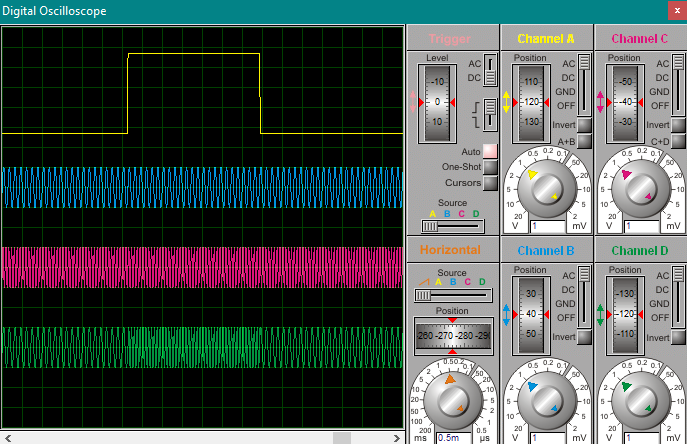 Digital Oscilloscope x
Trigger
Level
-10
0
10
AC
DC
Auto
One-Shot
Cursors
Source
A B C D
Channel A
Position
110
120
130
AC
DC
GND
OFF
Invert
A+B
20 10 5 2 1 0.5 0.2 0.1 50 20 10 5 2
V 1 mV
Channel C
Position
-50
-40
-30
AC
DC
GND
OFF
Invert
C+D
20 10 5 2 1 0.5 0.2 0.1 50 20 10 5 2
V 1 mV
Horizontal
Source
A B C D
Position
-260 -270 -280 -290
200 100 50 20 10 5 2 1 0.5 0.2 0.1 50 20 10 5 2 1 0.5
ms 0.5m µs
Channel B
Position
30
40
50
AC
DC
GND
OFF
Invert
20 10 5 2 1 0.5 0.2 0.1 50 20 10 5 2
V 1 mV
Channel D
Position
-130
-120
-110
AC
DC
GND
OFF
Invert
20 10 5 2 1 0.5 0.2 0.1 50 20 10 5 2
V 1 mV